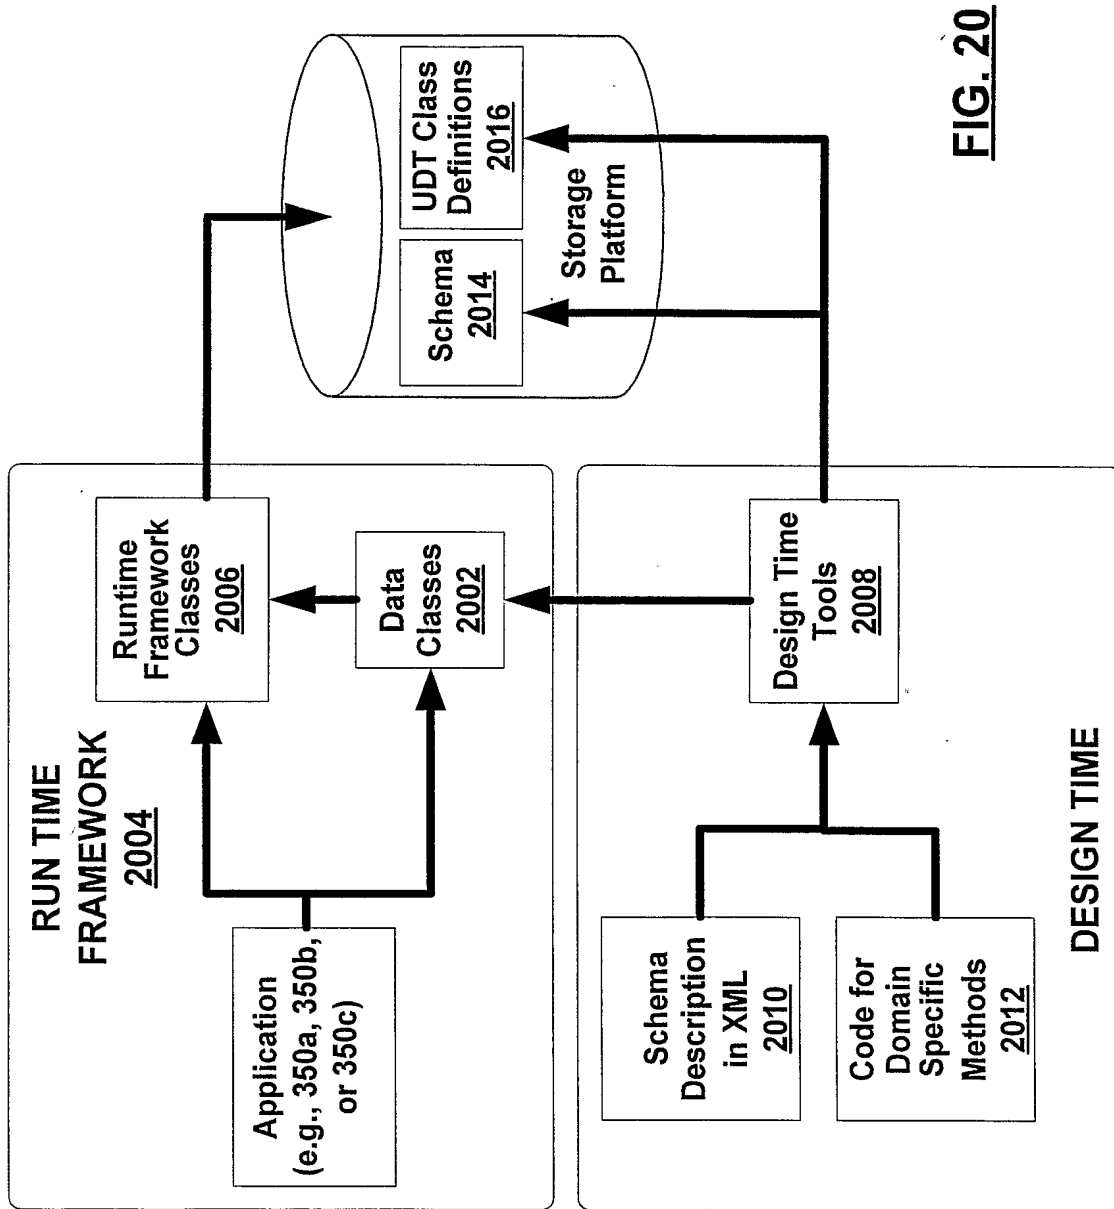 RUN TIME
FRAMEWORK
2004
Application
(e.g., 350a, 350b,
or 350c)
Runtime
Framework
Classes
2006
Data
Classes
2002
Schema
Description
in XML
2010
Code for
Domain
Specific
Methods
2012
Design Time
Tools
2008
DESIGN TIME
Schema
2014
UDT Class
Definitions
2016
Storage
Platform
FIG. 20